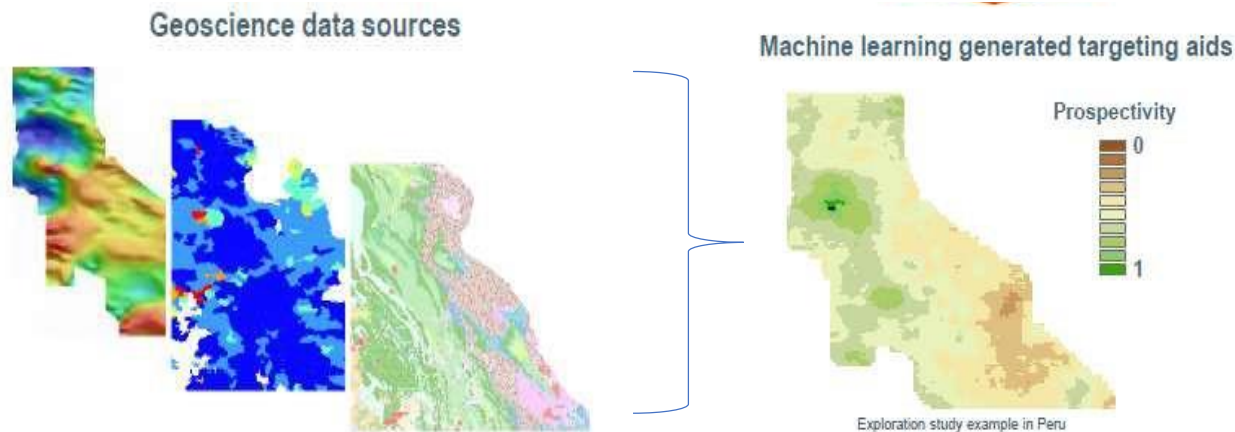 Geoscience data sources
Machine learning generated targeting aids
Prospectivity
0
1
Exploration study example in Peru